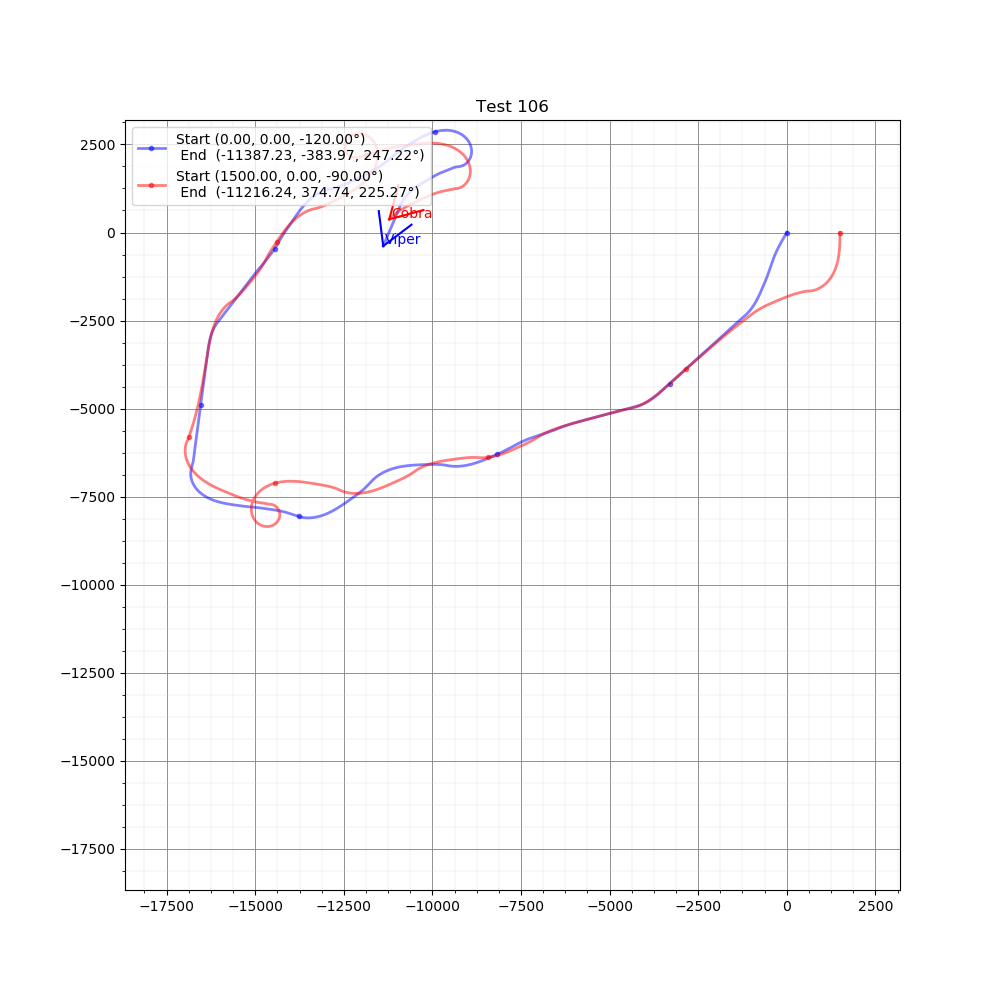 Test 106
Start (0.00, 0.00, -120.00°)
End (-11387.23, -383.97, 247.22°)
Start (1500.00, 0.00, -90.00°)
End (-11216.24, 374.74, 225.27°)
Cobra
Viper
2500
0
−2500
−5000
−7500
−10000
−12500
−15000
−17500
−17500
−15000
−12500
−10000
−7500
−5000
−2500
0
2500